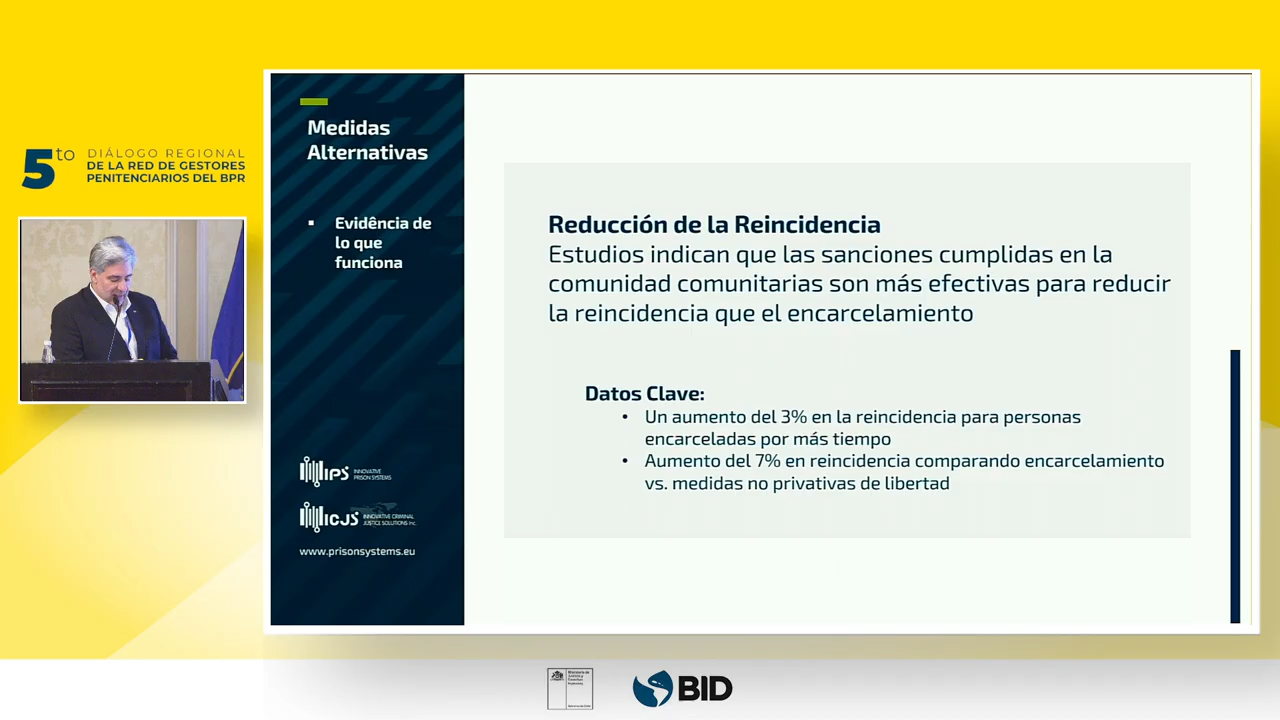 5to
DIÁLOGO REGIONAL
DE LA RED DE GESTORES
PENITENCIARIOS DEL BPR
Medidas
Alternativas
▪ Evidência de
lo que
funciona
IPS INNOVATIVE
PRISON SYSTEMS
ICJS INNOVATIVE CRIMINAL
JUSTICE SOLUTIONS Inc.
www.prisonsystems.eu
Reducción de la Reincidencia
Estudios indican que las sanciones cumplidas en la
comunidad comunitarias son más efectivas para reducir
la reincidencia que el encarcelamiento
Datos Clave:
• Un aumento del 3% en la reincidencia para personas
encarceladas por más tiempo
• Aumento del 7% en reincidencia comparando encarcelamiento
vs. medidas no privativas de libertad
BID